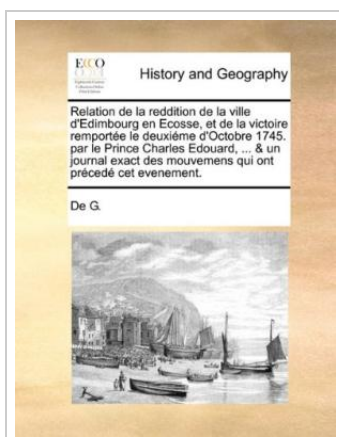 ECCO
History and Geography
Relation de la reddition de la ville
d'Edimbourg en Ecosse, et de la victoire
remportée le deuxiéme d'Octobre 1745.
par le Prince Charles Edouard, ... & un
journal exact des mouvemens qui ont
précedé cet evenement.
De G.